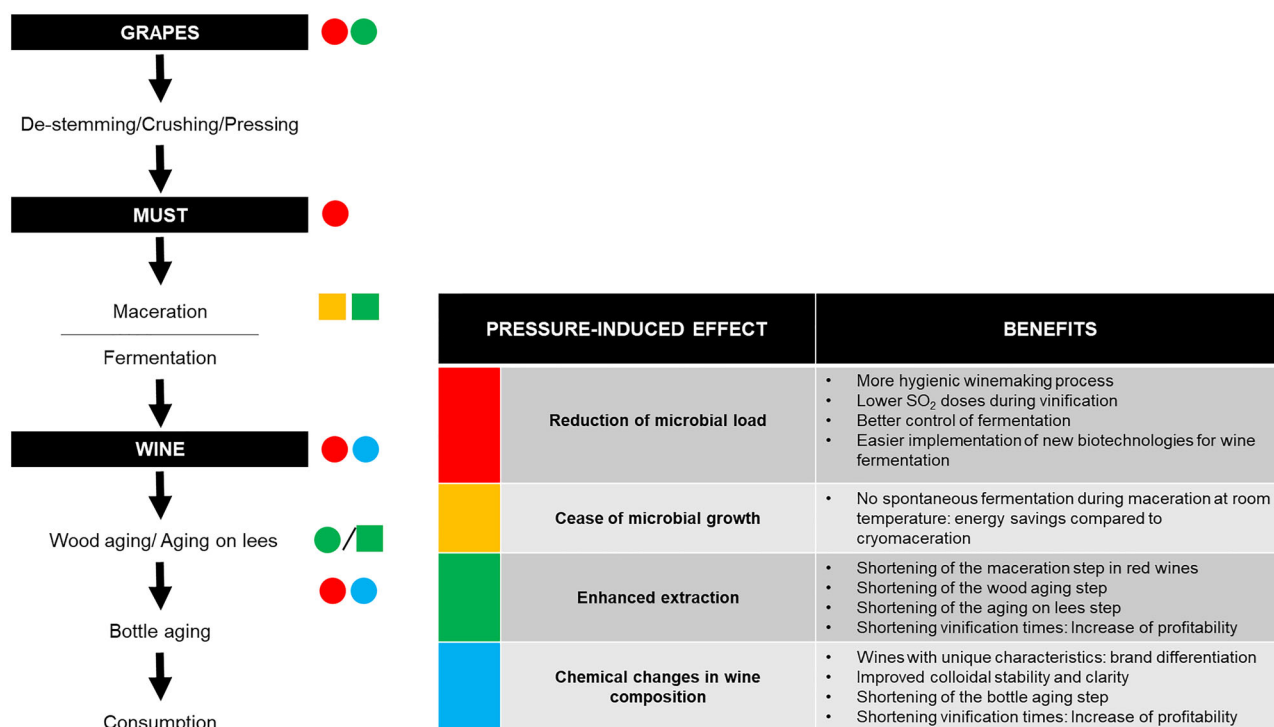 GRAPES
De-stemming/Crushing/Pressing
MUST
Maceration
Fermentation
WINE
Wood aging/ Aging on lees
/
Bottle aging
Consumption
PRESSURE-INDUCED EFFECT
BENEFITS
Reduction of microbial load
• More hygienic winemaking process
• Lower SO₂ doses during vinification
• Better control of fermentation
• Easier implementation of new biotechnologies for wine
fermentation
Cease of microbial growth
• No spontaneous fermentation during maceration at room
temperature: energy savings compared to
cryomaceration
Enhanced extraction
• Shortening of the maceration step in red wines
• Shortening of the wood aging step
• Shortening of the aging on lees step
• Shortening vinification times: Increase of profitability
Chemical changes in wine
composition
• Wines with unique characteristics: brand differentiation
• Improved colloidal stability and clarity
• Shortening of the bottle aging step
• Shortening vinification times: Increase of profitability